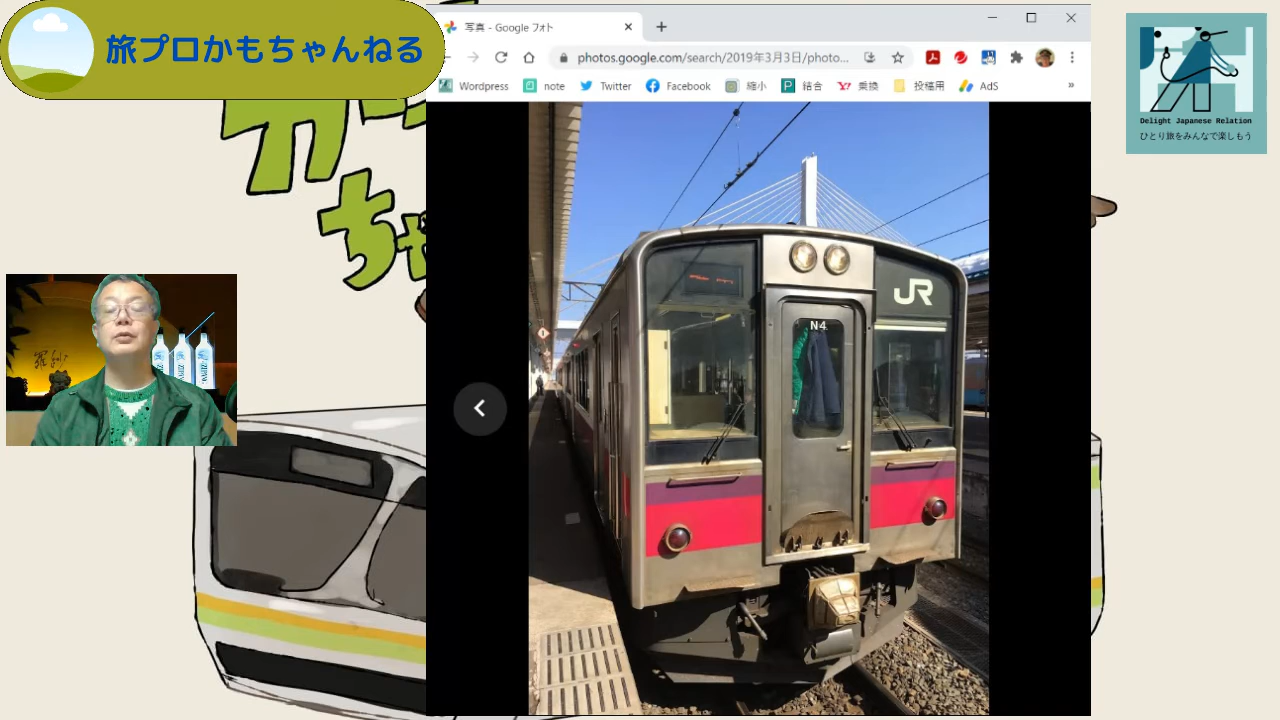 旅プロかもちゃんねる
写真 - Google フォト
photos.google.com/search/2019年3月3日/photo...
Wordpress
note
Twitter
Facebook
縮小
結合
乗換
投稿用
AdS
»
Delight Japanese Relation
ひとり旅をみんなで楽しもう
ちゃ
JR
N4